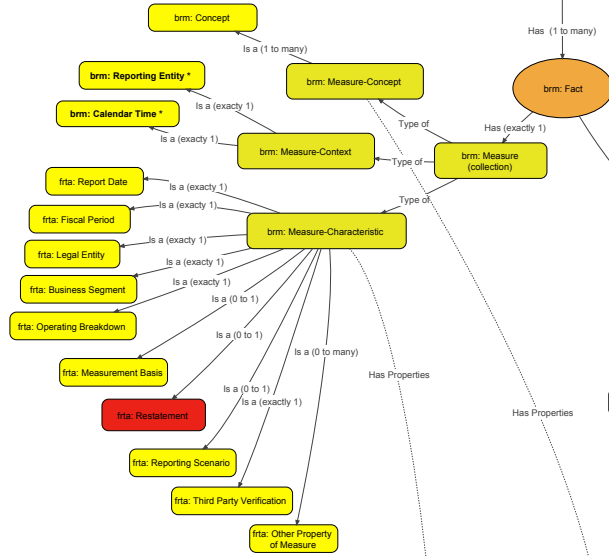 brm: Concept
Has  (1 to many)
Is a (1 to many)
brm: Reporting Entity *
brm: Measure-Concept
brm: Fact
Is a (exacty 1)
brm: Calendar Time *
Type of
Has (exactly 1)
Is a (exacty 1)
brm: Measure-Context
Type of
brm: Measure
(collection)
frta: Report Date
Is a (exacty 1)
Type of
frta: Fiscal Period
Is a (exacty 1)
brm: Measure-Characteristic
Is a (exacty 1)
frta: Legal Entity
Is a (exacty 1)
frta: Business Segment
Is a (exacty 1)
Is a (0 to 1)
frta: Operating Breakdown
Is a (0 to 1)
Is a (0 to many)
frta: Measurement Basis
Has Properties
Is a (0 to 1)
Is a (exactly 1)
frta: Restatement
Has Properties
frta: Reporting Scenario
frta: Third Party Verification
frta: Other Property
of Measure